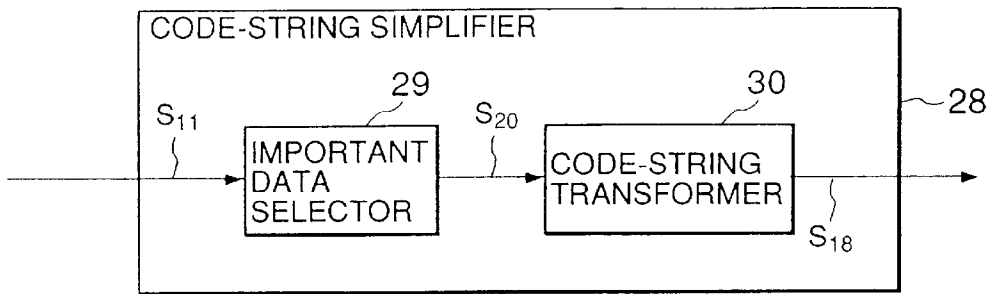 CODE-STRING SIMPLIFIER
29
30
28
S11
S20
IMPORTANT
DATA
SELECTOR
CODE-STRING
TRANSFORMER
S18